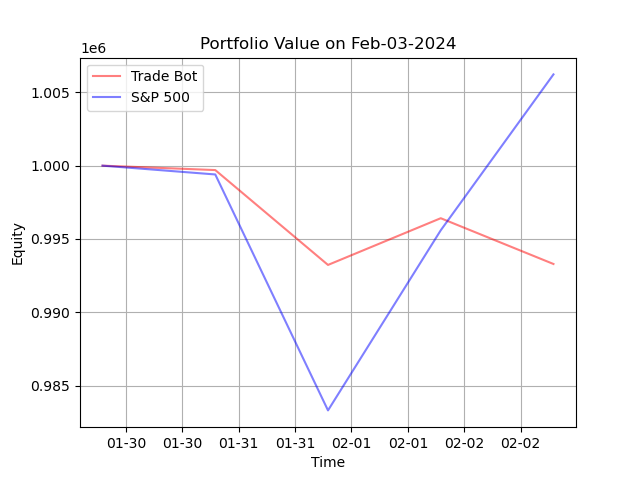 Portfolio Value on Feb-03-2024
1e6
Trade Bot
S&P 500
1.005
1.000
0.995
0.990
0.985
Equity
01-30 01-30 01-31 01-31 02-01 02-01 02-02 02-02
Time